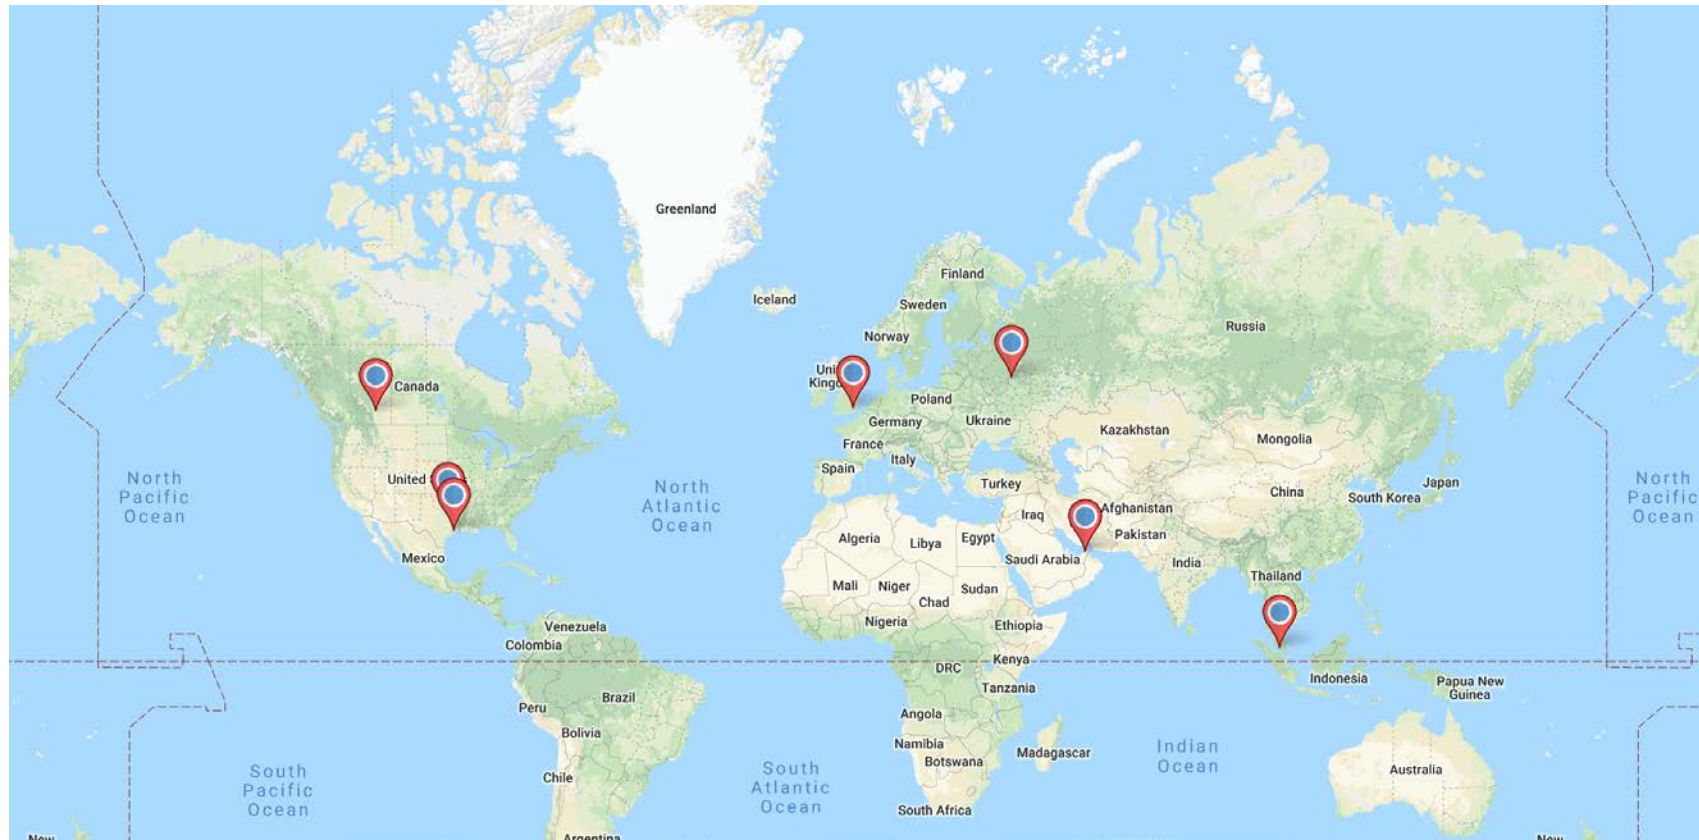 Greenland
Finland
Iceland
Sweden
Russia
Norway
Canada
Uni
Kingd
Poland
Germany
Ukraine
France
Kazakhstan
Mongolia
Italy
Spain
United S
Turkey
North
Pacific
Ocean
North
Atlantic
Ocean
China
Japan
South Korea
North
Pacific
Ocean
Iraq
Afghanistan
Pakistan
Algeria
Libya
Egypt
Mexico
Saudi Arabia
India
Thailand
Mali
Niger
Sudan
Chad
Nigeria
Ethiopia
Venezuela
Colombia
Kenya
DRC
Indonesia
Tanzania
Papua New
Guinea
Brazil
Peru
Angola
Bolivia
Namibia
Madagascar
Botswana
Indian
Ocean
Australia
South
Pacific
Ocean
Chile
South
Atlantic
Ocean
South Africa
New
Argentina
New